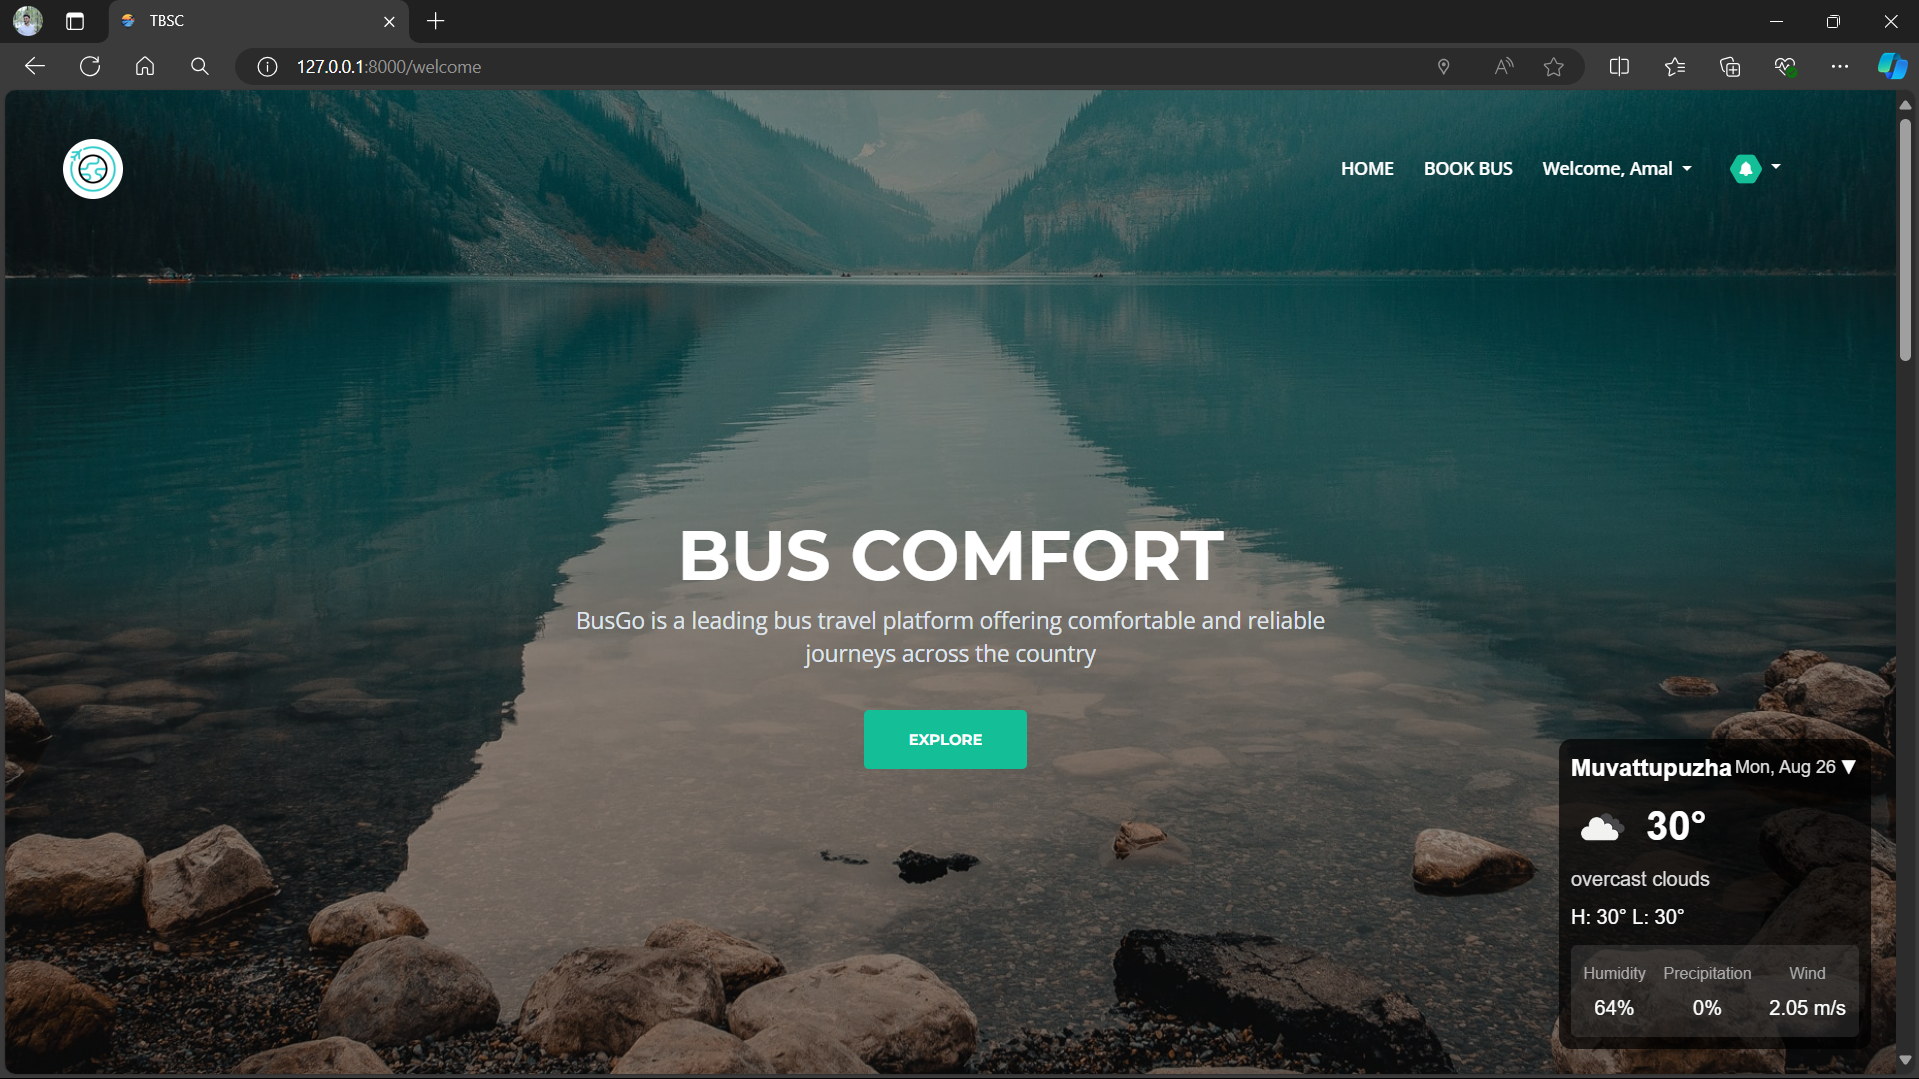 TBSC
127.0.0.1:8000/welcome
HOME BOOK BUS Welcome, Amal
BUS COMFORT
BusGo is a leading bus travel platform offering comfortable and reliable
journeys across the country
EXPLORE
Muvattupuzha Mon, Aug 26 ▼
30°
overcast clouds
H: 30° L: 30°
Humidity Precipitation Wind
64% 0% 2.05 m/s